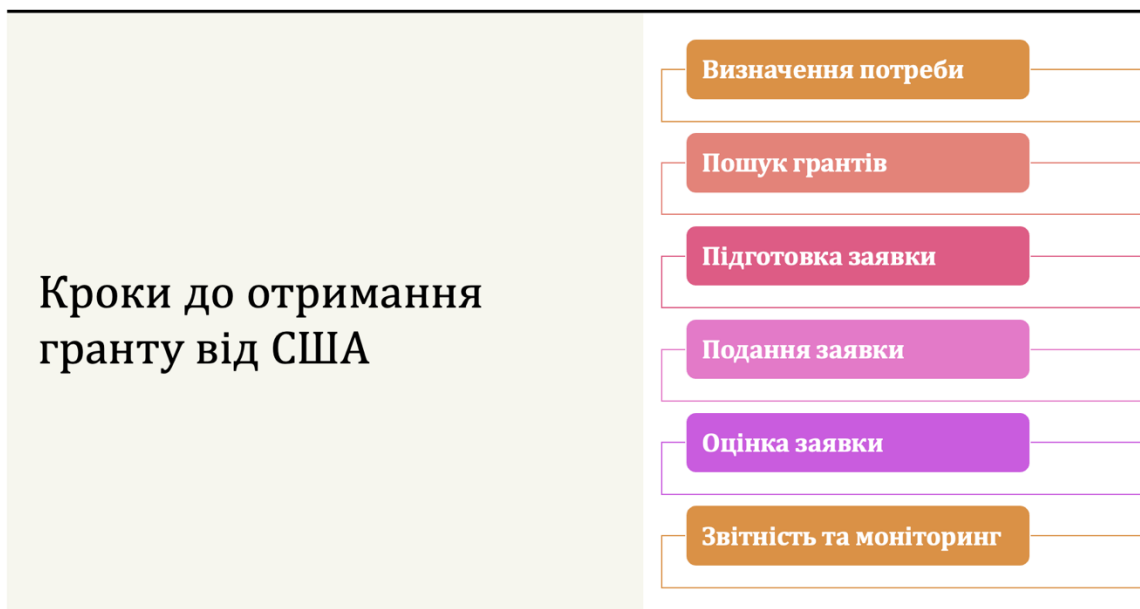 Кроки до отримання
гранту від США
Визначення потреби
Пошук грантів
Підготовка заявки
Подання заявки
Оцінка заявки
Звітність та моніторинг